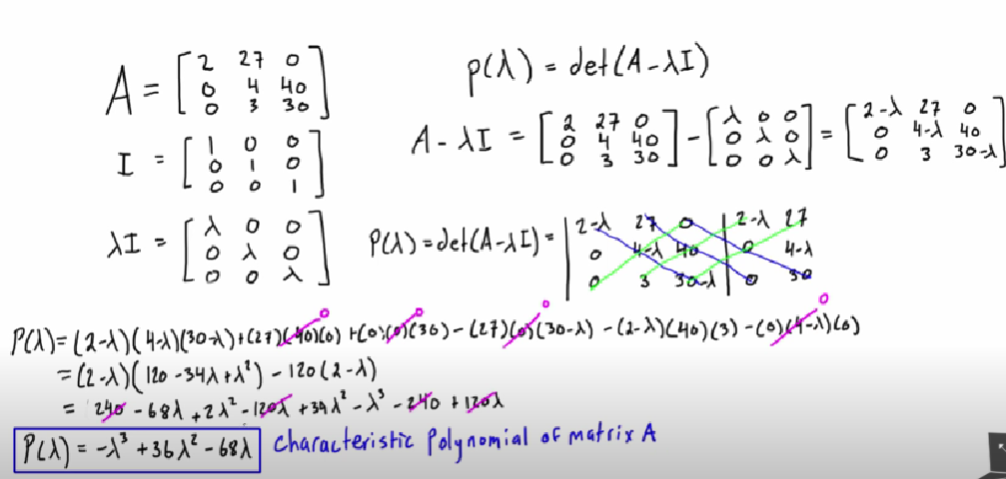 A = [2 27 0; 0 4 40; 0 3 30]
p(λ) = det(A-λI)
I = [1 0 0; 0 1 0; 0 0 1]
A - λI = [2 27 0; 0 4 40; 0 3 30] - [λ 0 0; 0 λ 0; 0 0 λ] = [2-λ 27 0; 0 4-λ 40; 0 3 30-λ]
λI = [λ 0 0; 0 λ 0; 0 0 λ]
P(λ) = det(A-λI) = |2-λ 27 0; 0 4-λ 40; 0 3 30-λ| 2-λ 27; 0 4-λ; 0 30
P(λ) = (2-λ)(4-λ)(30-λ)+(27)(40)(0)+(0)(0)(30) - (27)(0)(30-λ) - (2-λ)(40)(3) - (0)(4-λ)(0)
0 0 0 0
= (2-λ)(120-34λ+λ²) - 120(2-λ)
= 240 - 68λ + 2λ² - 120λ + 34λ² - λ³ - 240 + 120λ
P(λ) = -λ³ + 36λ² - 68λ characteristic Polynomial of matrix A